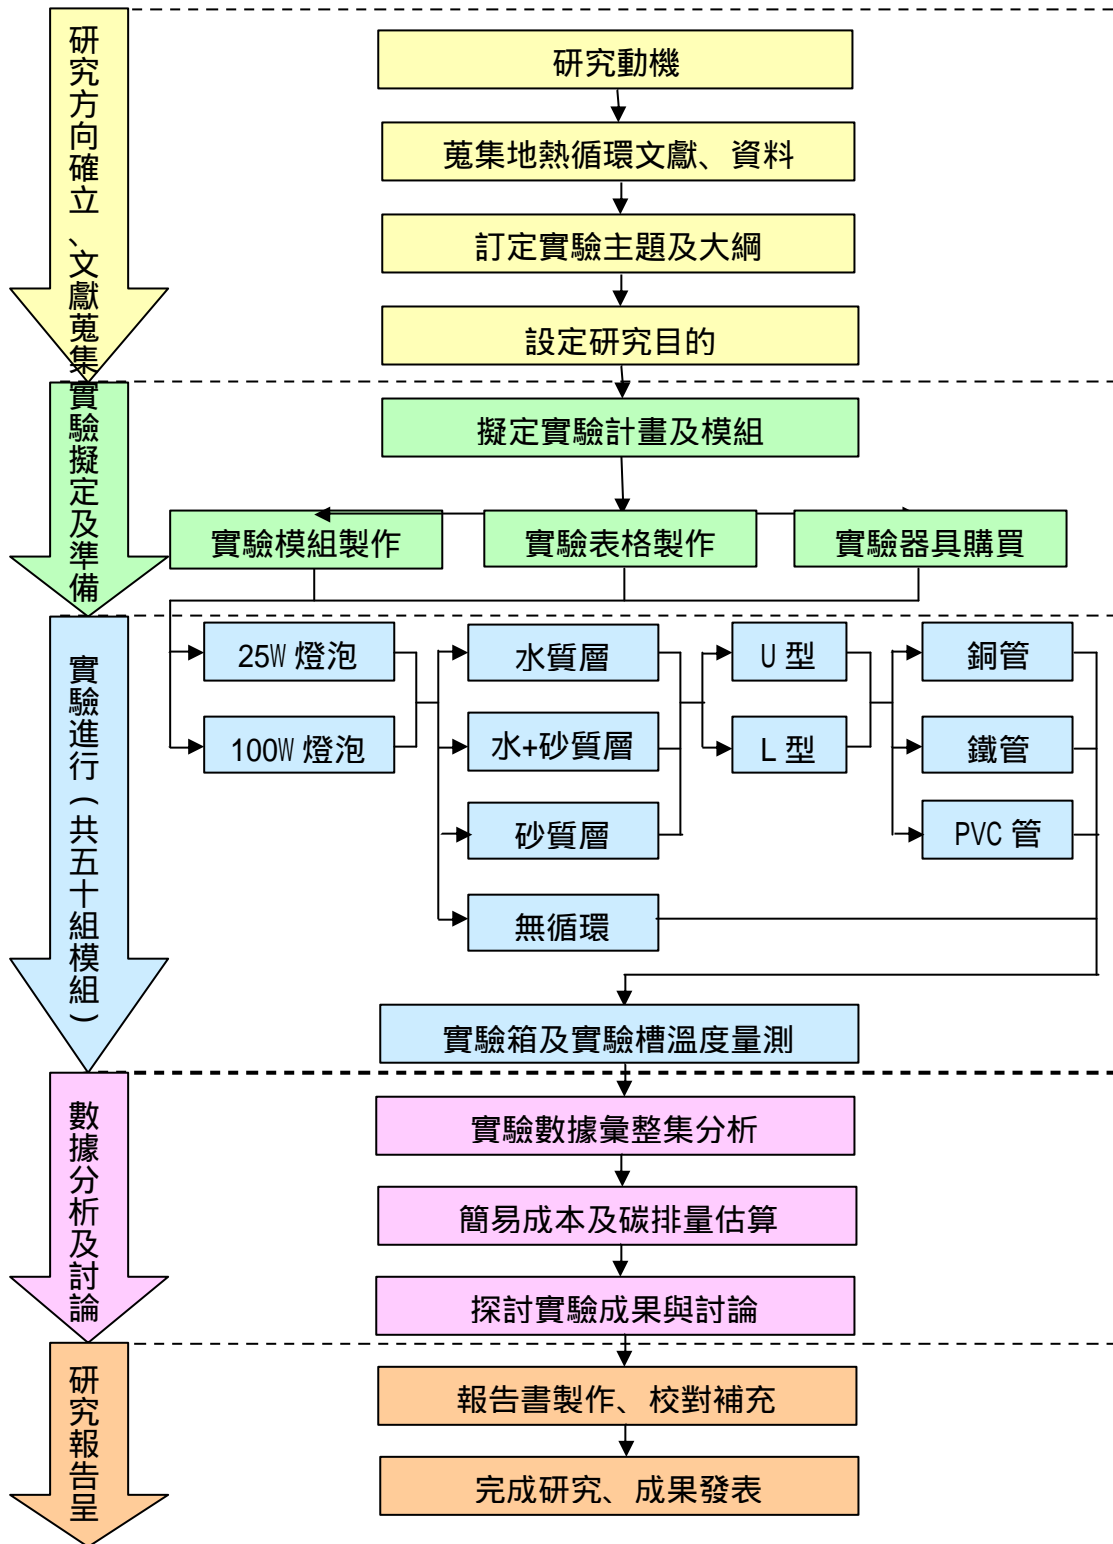 研究方向確立、文獻蒐集
研究動機
蒐集地熱循環文獻、資料
訂定實驗主題及大綱
設定研究目的
實驗擬定及準備
擬定實驗計畫及模組
實驗模組製作
實驗表格製作
實驗器具購買
實驗進行(共五十組模組)
25W 燈泡
水質層
U 型
銅管
100W 燈泡
水+砂質層
L 型
鐵管
砂質層
PVC 管
無循環
實驗箱及實驗槽溫度量測
數據分析及討論
實驗數據彙整集分析
簡易成本及碳排量估算
探討實驗成果與討論
研究報告呈
報告書製作、校對補充
完成研究、成果發表